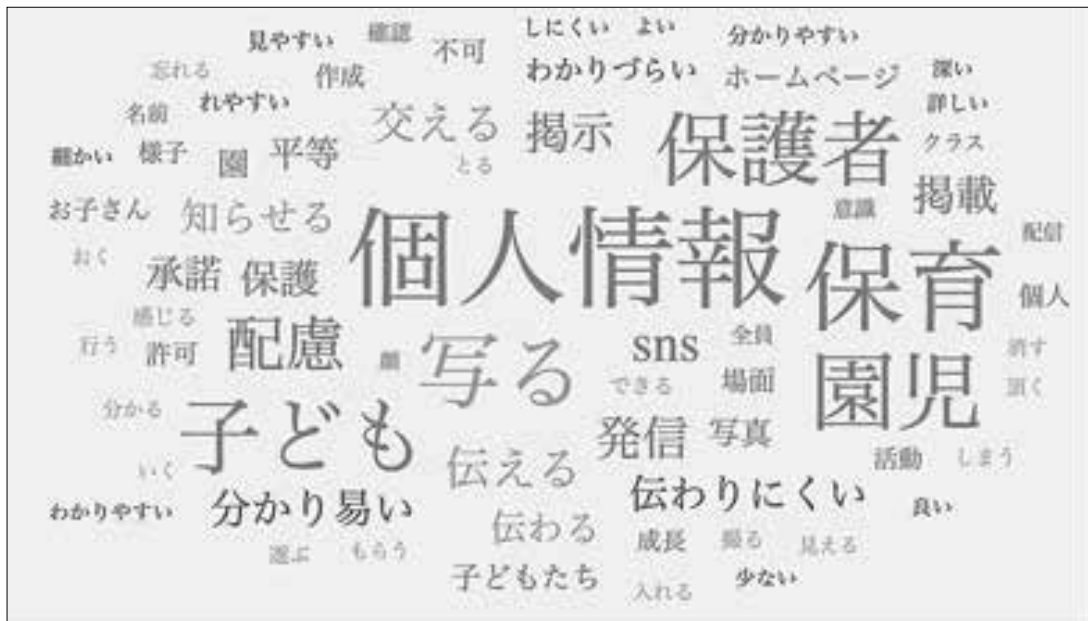 しにくい よい
見やすい 確認 不可 分かりやすい
忘れる 作成 わかりづらい ホームページ 深い
名前 れやすい 交える 掲示 保護者 詳しい
細かい 様子 園 平等 とる クラス
お子さん 知らせる 個人情報 意識 掲載
おく 承諾 保護 保育 配信
感じる 個人
行う 許可 配慮 写る sns 全員 消す
顔 できる 場面 園児 頂く
分かる 子ども 発信 写真
いく 伝える 活動 しまう
わかりやすい 分かり易い 伝わりにくい 良い
選ぶ もらう 伝わる 成長 撮る 見える
子どもたち 入れる 少ない